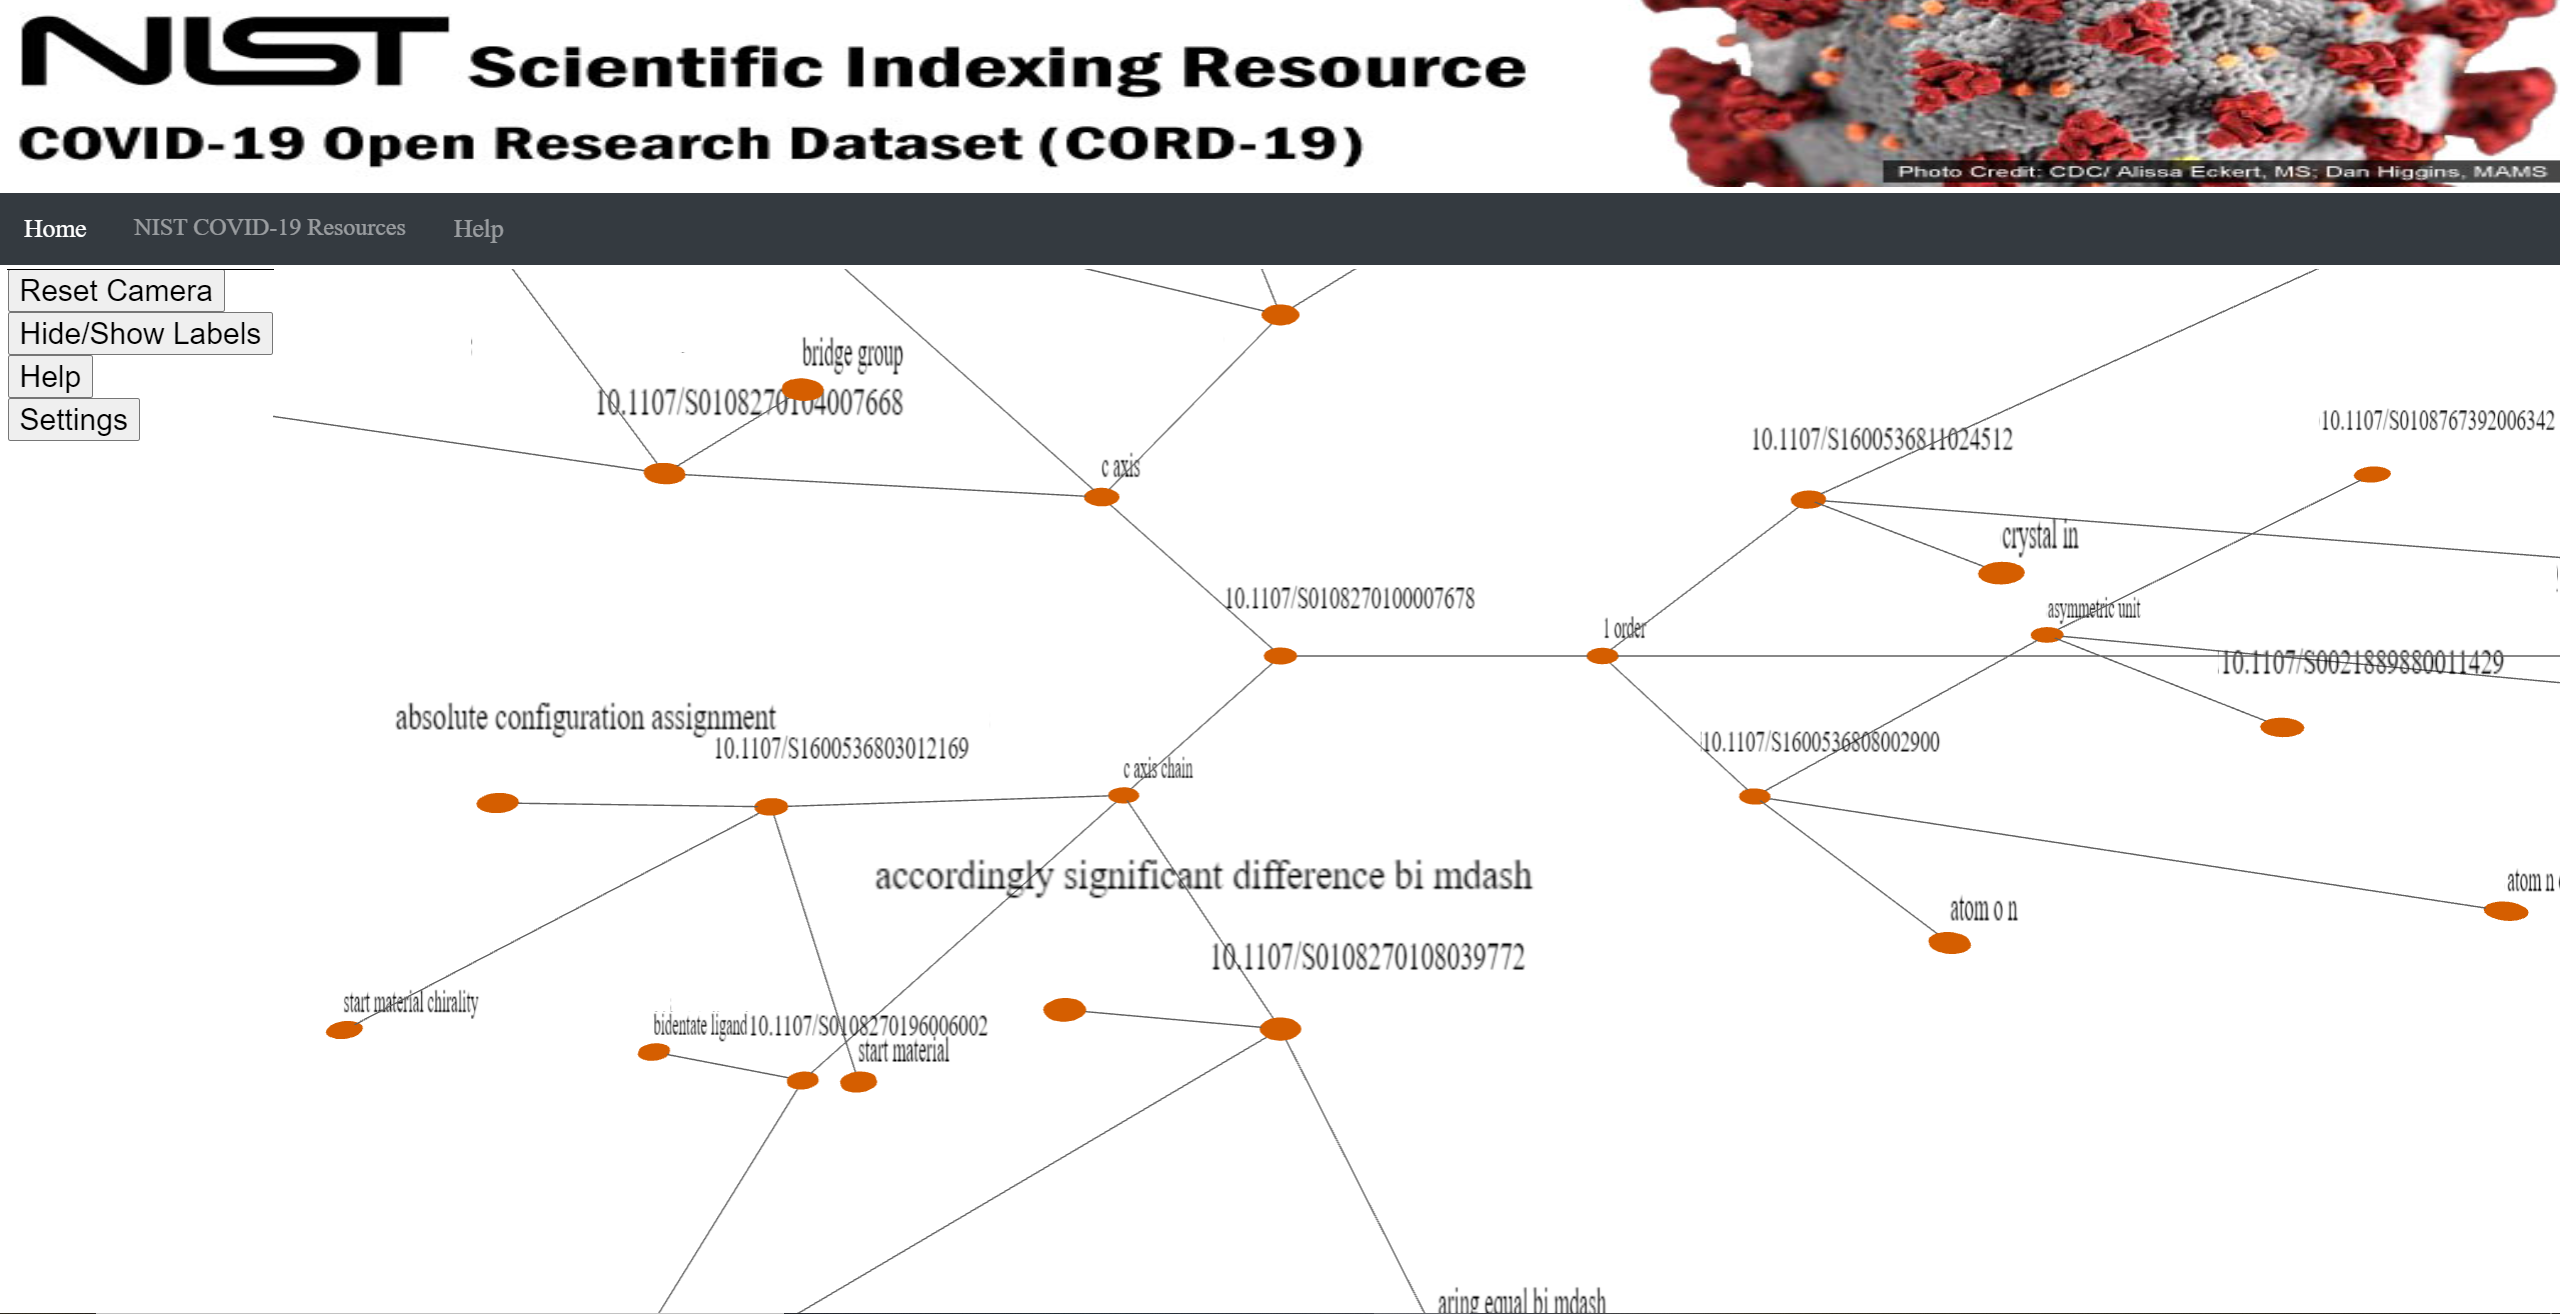 NIST Scientific Indexing Resource
COVID-19 Open Research Dataset (CORD-19)
Photo Credit: CDC/ Alissa Eckert, MS; Dan Higgins, MAMS
Home NIST COVID-19 Resources Help
Reset Camera
Hide/Show Labels
Help
Settings
bridge group
10.1107/S0108270104007668
c axis
10.1107/S1600536811024512
10.1107/S0108767392006342
crystal in
10.1107/S0108270100007678
1 order
asymmetric unit
10.1107/S0021889880011429
absolute configuration assignment
10.1107/S1600536803012169
c axis chain
10.1107/S1600536808002900
accordingly significant difference bi mdash
atom n
atom o n
10.1107/S0108270108039772
start material chirality
bidentate ligand
10.1107/S0108270196006002
start material
aring equal bi mdash